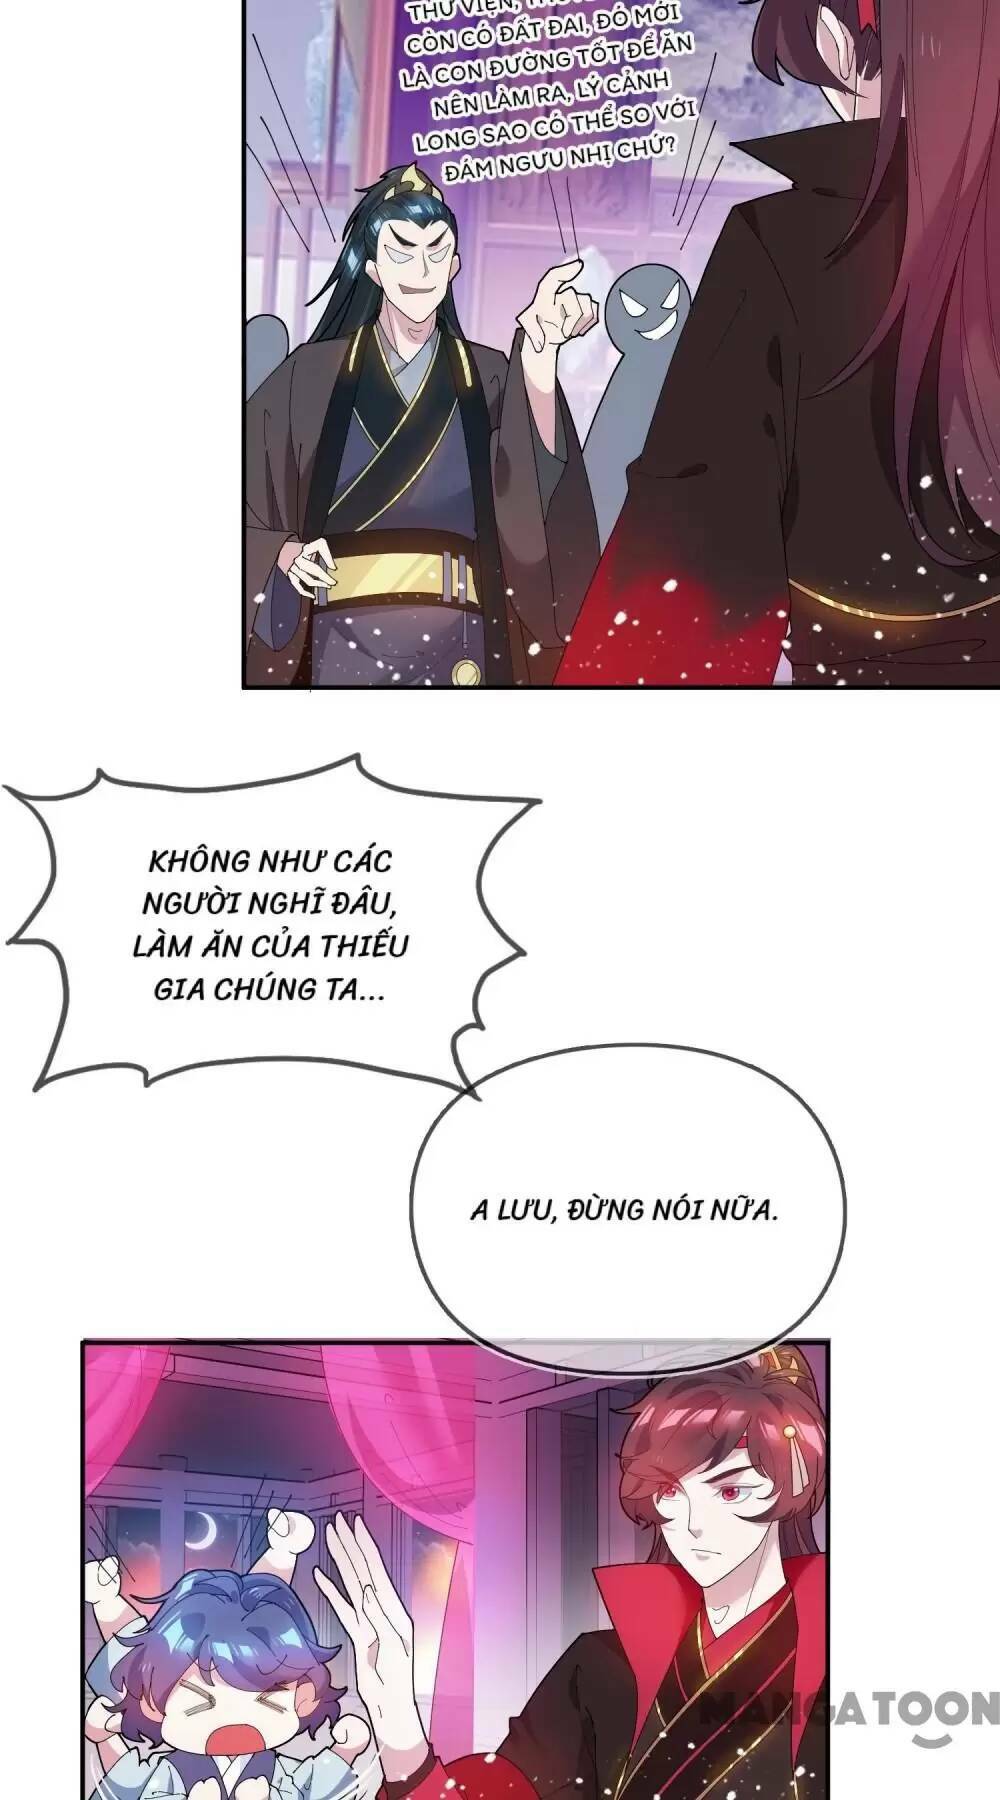 THƯ VIỆN,
CÒN CÓ ĐẤT ĐAI, ĐÓ MỚI
LÀ CON ĐƯỜNG TỐT ĐỂ ĂN
NÊN LÀM RA, LÝ CẢNH
LONG SAO CÓ THỂ SO VỚI
ĐÁM NGƯU NHỊ CHỨ?
KHÔNG NHƯ CÁC
NGƯỜI NGHĨ ĐÂU,
LÀM ĂN CỦA THIẾU
GIA CHÚNG TA...
A LƯU, ĐỪNG NÓI NỮA.
MANGATOON